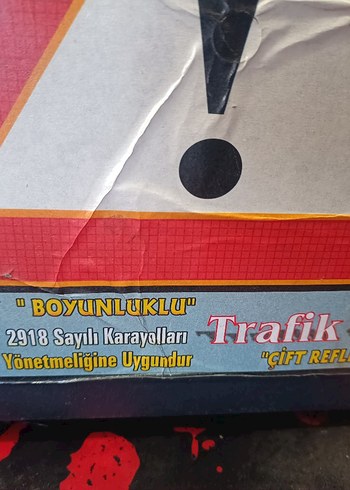 " BOYUNLUKLU"
2918 Sayılı Karayolları
Yönetmeliğine Uygundur
Trafik
"ÇİFT REFL